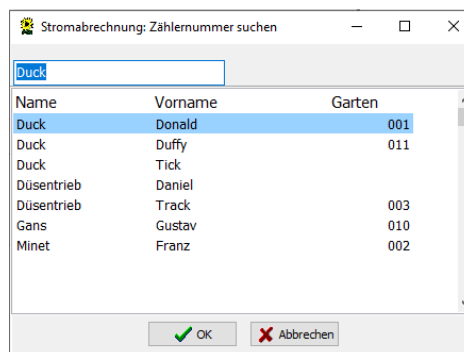 Stromabrechnung: Zählernummer suchen
Duck
Name Vorname Garten
Duck Donald 001
Duck Duffy 011
Duck Tick
Düsentrieb Daniel
Düsentrieb Track 003
Gans Gustav 010
Minet Franz 002
OK Abbrechen